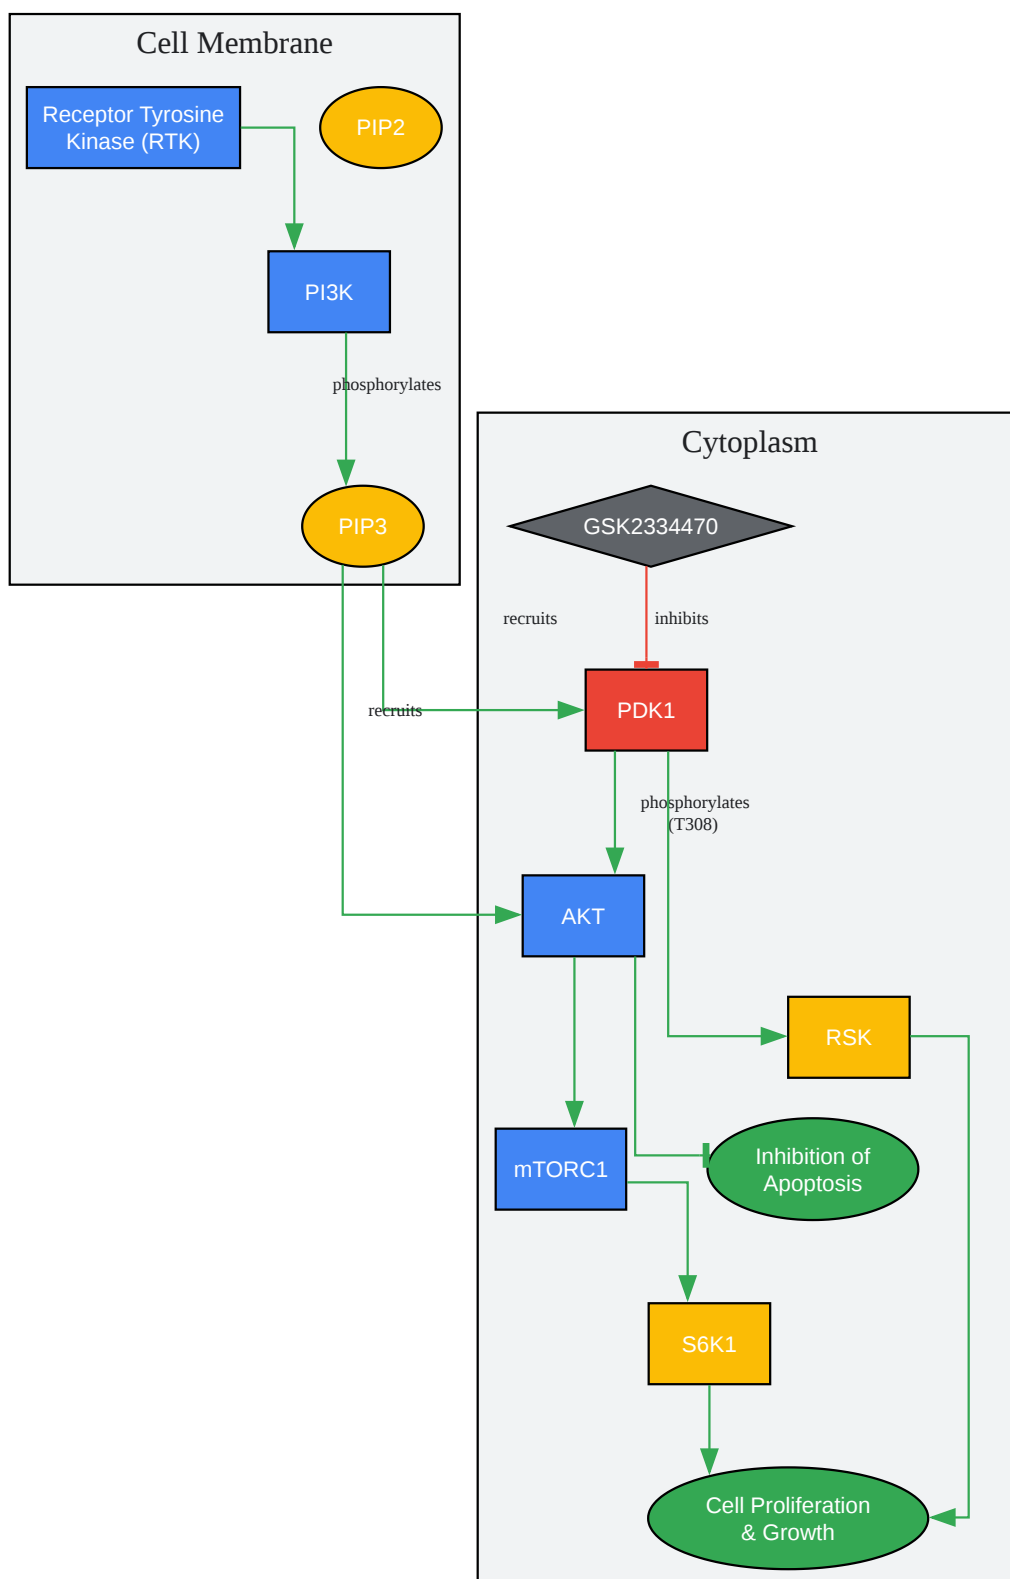 Cell Membrane
Receptor Tyrosine
Kinase (RTK)
PIP2
PI3K
phosphorylates
Cytoplasm
PIP3
GSK2334470
recruits
inhibits
recruits
PDK1
phosphorylates
(T308)
AKT
RSK
mTORC1
Inhibition of
Apoptosis
S6K1
Cell Proliferation
& Growth